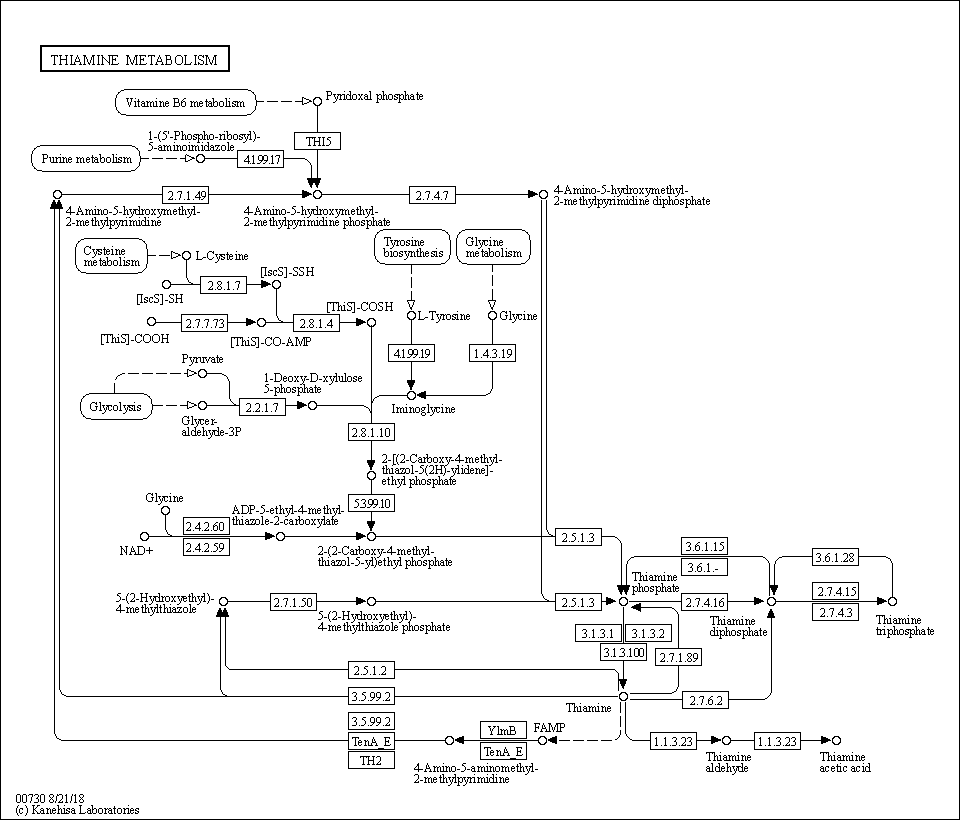 THIAMINE METABOLISM
Vitamine B6 metabolism
Pyridoxal phosphate
1-(5'-Phospho-ribosyl)-
5-aminoimidazole
THI5
Purine metabolism
4.1.99.17
2.7.1.49
2.7.4.7
4-Amino-5-hydroxymethyl-
2-methylpyrimidine diphosphate
4-Amino-5-hydroxymethyl-
2-methylpyrimidine
4-Amino-5-hydroxymethyl-
2-methylpyrimidine phosphate
Cysteine
metabolism
L-Cysteine
Tyrosine
biosynthesis
Glycine
metabolism
[IscS]-SSH
2.8.1.7
[IscS]-SH
[ThiS]-COSH
L-Tyrosine
Glycine
2.7.7.73
2.8.1.4
[ThiS]-COOH
[ThiS]-CO-AMP
4.1.99.19
1.4.3.19
Pyruvate
1-Deoxy-D-xylulose
5-phosphate
Glycolysis
2.2.1.7
Iminoglycine
Glycer-
aldehyde-3P
2.8.1.10
2-[(2-Carboxy-4-methyl-
thiazol-5(2H)-ylidene]-
ethyl phosphate
Glycine
5.3.99.10
ADP-5-ethyl-4-methyl-
thiazole-2-carboxylate
2.4.2.60
NAD+
2.4.2.59
2-(2-Carboxy-4-methyl-
thiazol-5-yl)ethyl phosphate
2.5.1.3
3.6.1.15
3.6.1.-
3.6.1.28
Thiamine
phosphate
5-(2-Hydroxyethyl)-
4-methylthiazole
2.7.1.50
5-(2-Hydroxyethyl)-
4-methylthiazole phosphate
2.5.1.3
2.7.4.16
2.7.4.15
2.7.4.3
Thiamine
diphosphate
Thiamine
triphosphate
3.1.3.1
3.1.3.2
3.1.3.100
2.7.1.89
2.5.1.2
3.5.99.2
Thiamine
2.7.6.2
3.5.99.2
TenA_E
TH2
YlmB
TenA_E
FAMP
1.1.3.23
1.1.3.23
4-Amino-5-aminomethyl-
2-methylpyrimidine
Thiamine
aldehyde
Thiamine
acetic acid
00730 8/21/18
(c) Kanehisa Laboratories